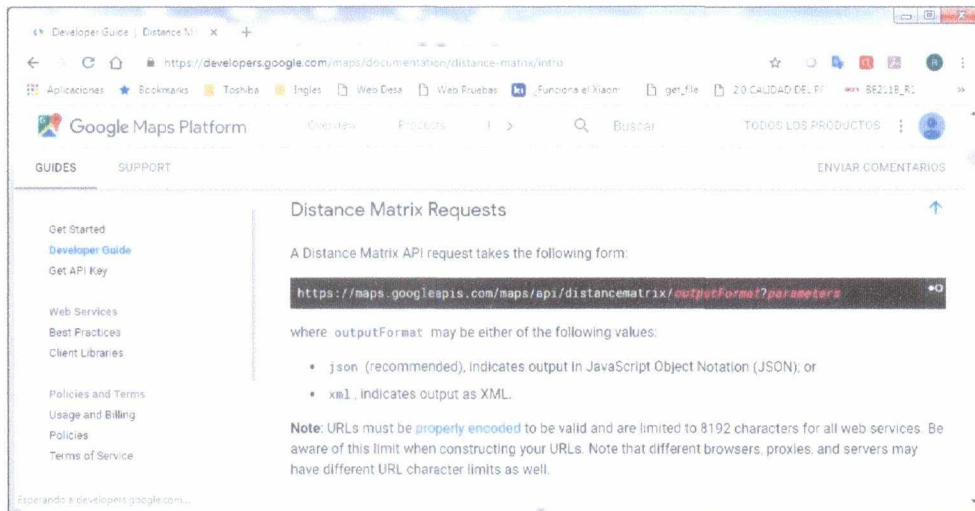 Developer Guide | Distance M
https://developers.google.com/maps/documentation/distance-matrix/intro
Aplicaciones Bookmarks Toshiba Ingles Web Desa Web Pruebas ¿Funciona el Xiaom get_file 2.0 CALIDAD DEL »
Google Maps Platform Overview Products Buscar TODOS LOS PRODUCTOS
GUIDES SUPPORT ENVIAR COMENTARIOS
Get Started
Developer Guide
Get API Key
Web Services
Best Practices
Client Libraries
Policies and Terms
Usage and Billing
Policies
Terms of Service
Distance Matrix Requests
A Distance Matrix API request takes the following form:
https://maps.googleapis.com/maps/api/distancematrix/outputFormat?parameters
where outputFormat may be either of the following values:
• json (recommended), indicates output in JavaScript Object Notation (JSON); or
• xml, indicates output as XML.
Note: URLs must be properly encoded to be valid and are limited to 8192 characters for all web services. Be
aware of this limit when constructing your URLs. Note that different browsers, proxies, and servers may
have different URL character limits as well.
Esperando a developers.google.com...